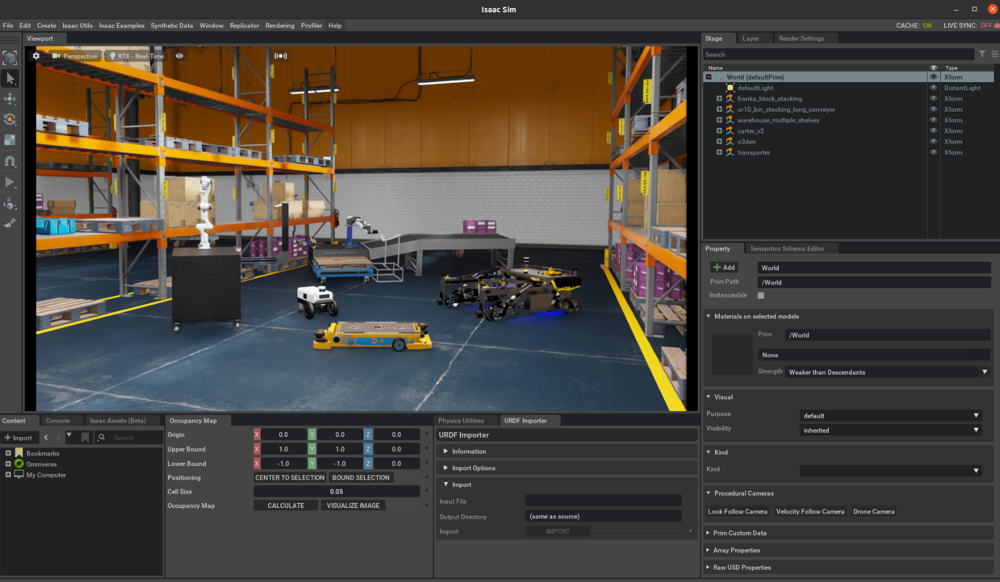 Isaac Sim
File Edit Create Isaac Utils Isaac Examples Synthetic Data Window Replicator Rendering Profiler Help
CACHE: ON LIVE SYNC: OFF
Viewport
Perspective RTX - Real-Time
Stage Layer Render Settings
Search
Name Type
World (defaultPrim) Xform
defaultLight DistantLight
franka_block_stacking Xform
ur10_bin_stacking_long_conveyor Xform
warehouse_multiple_shelves Xform
carter_v2 Xform
o3den Xform
transporter Xform
Property Semantics Schema Editor
Add World
Prim Path /World
Instanceable
Materials on selected models
Prim /World
None
Strength Weaker than Descendants
Visual
Purpose default
Visibility inherited
Kind
Kind
Procedural Cameras
Look Follow Camera Velocity Follow Camera Drone Camera
Prim Custom Data
Array Properties
Raw USD Properties
Content Console Isaac Assets (Beta)
Import Search
Bookmarks
Omniverse
My Computer
Occupancy Map
Origin X 0.0 Y 0.0 Z 0.0
Upper Bound X 1.0 Y 1.0 Z 0.0
Lower Bound X -1.0 Y -1.0 Z 0.0
Positioning CENTER TO SELECTION BOUND SELECTION
Cell Size 0.05
Occupancy Map CALCULATE VISUALIZE IMAGE
Physics Utilities URDF Importer
URDF Importer
Information
Import Options
Import
Input File
Output Directory (same as source)
Import IMPORT